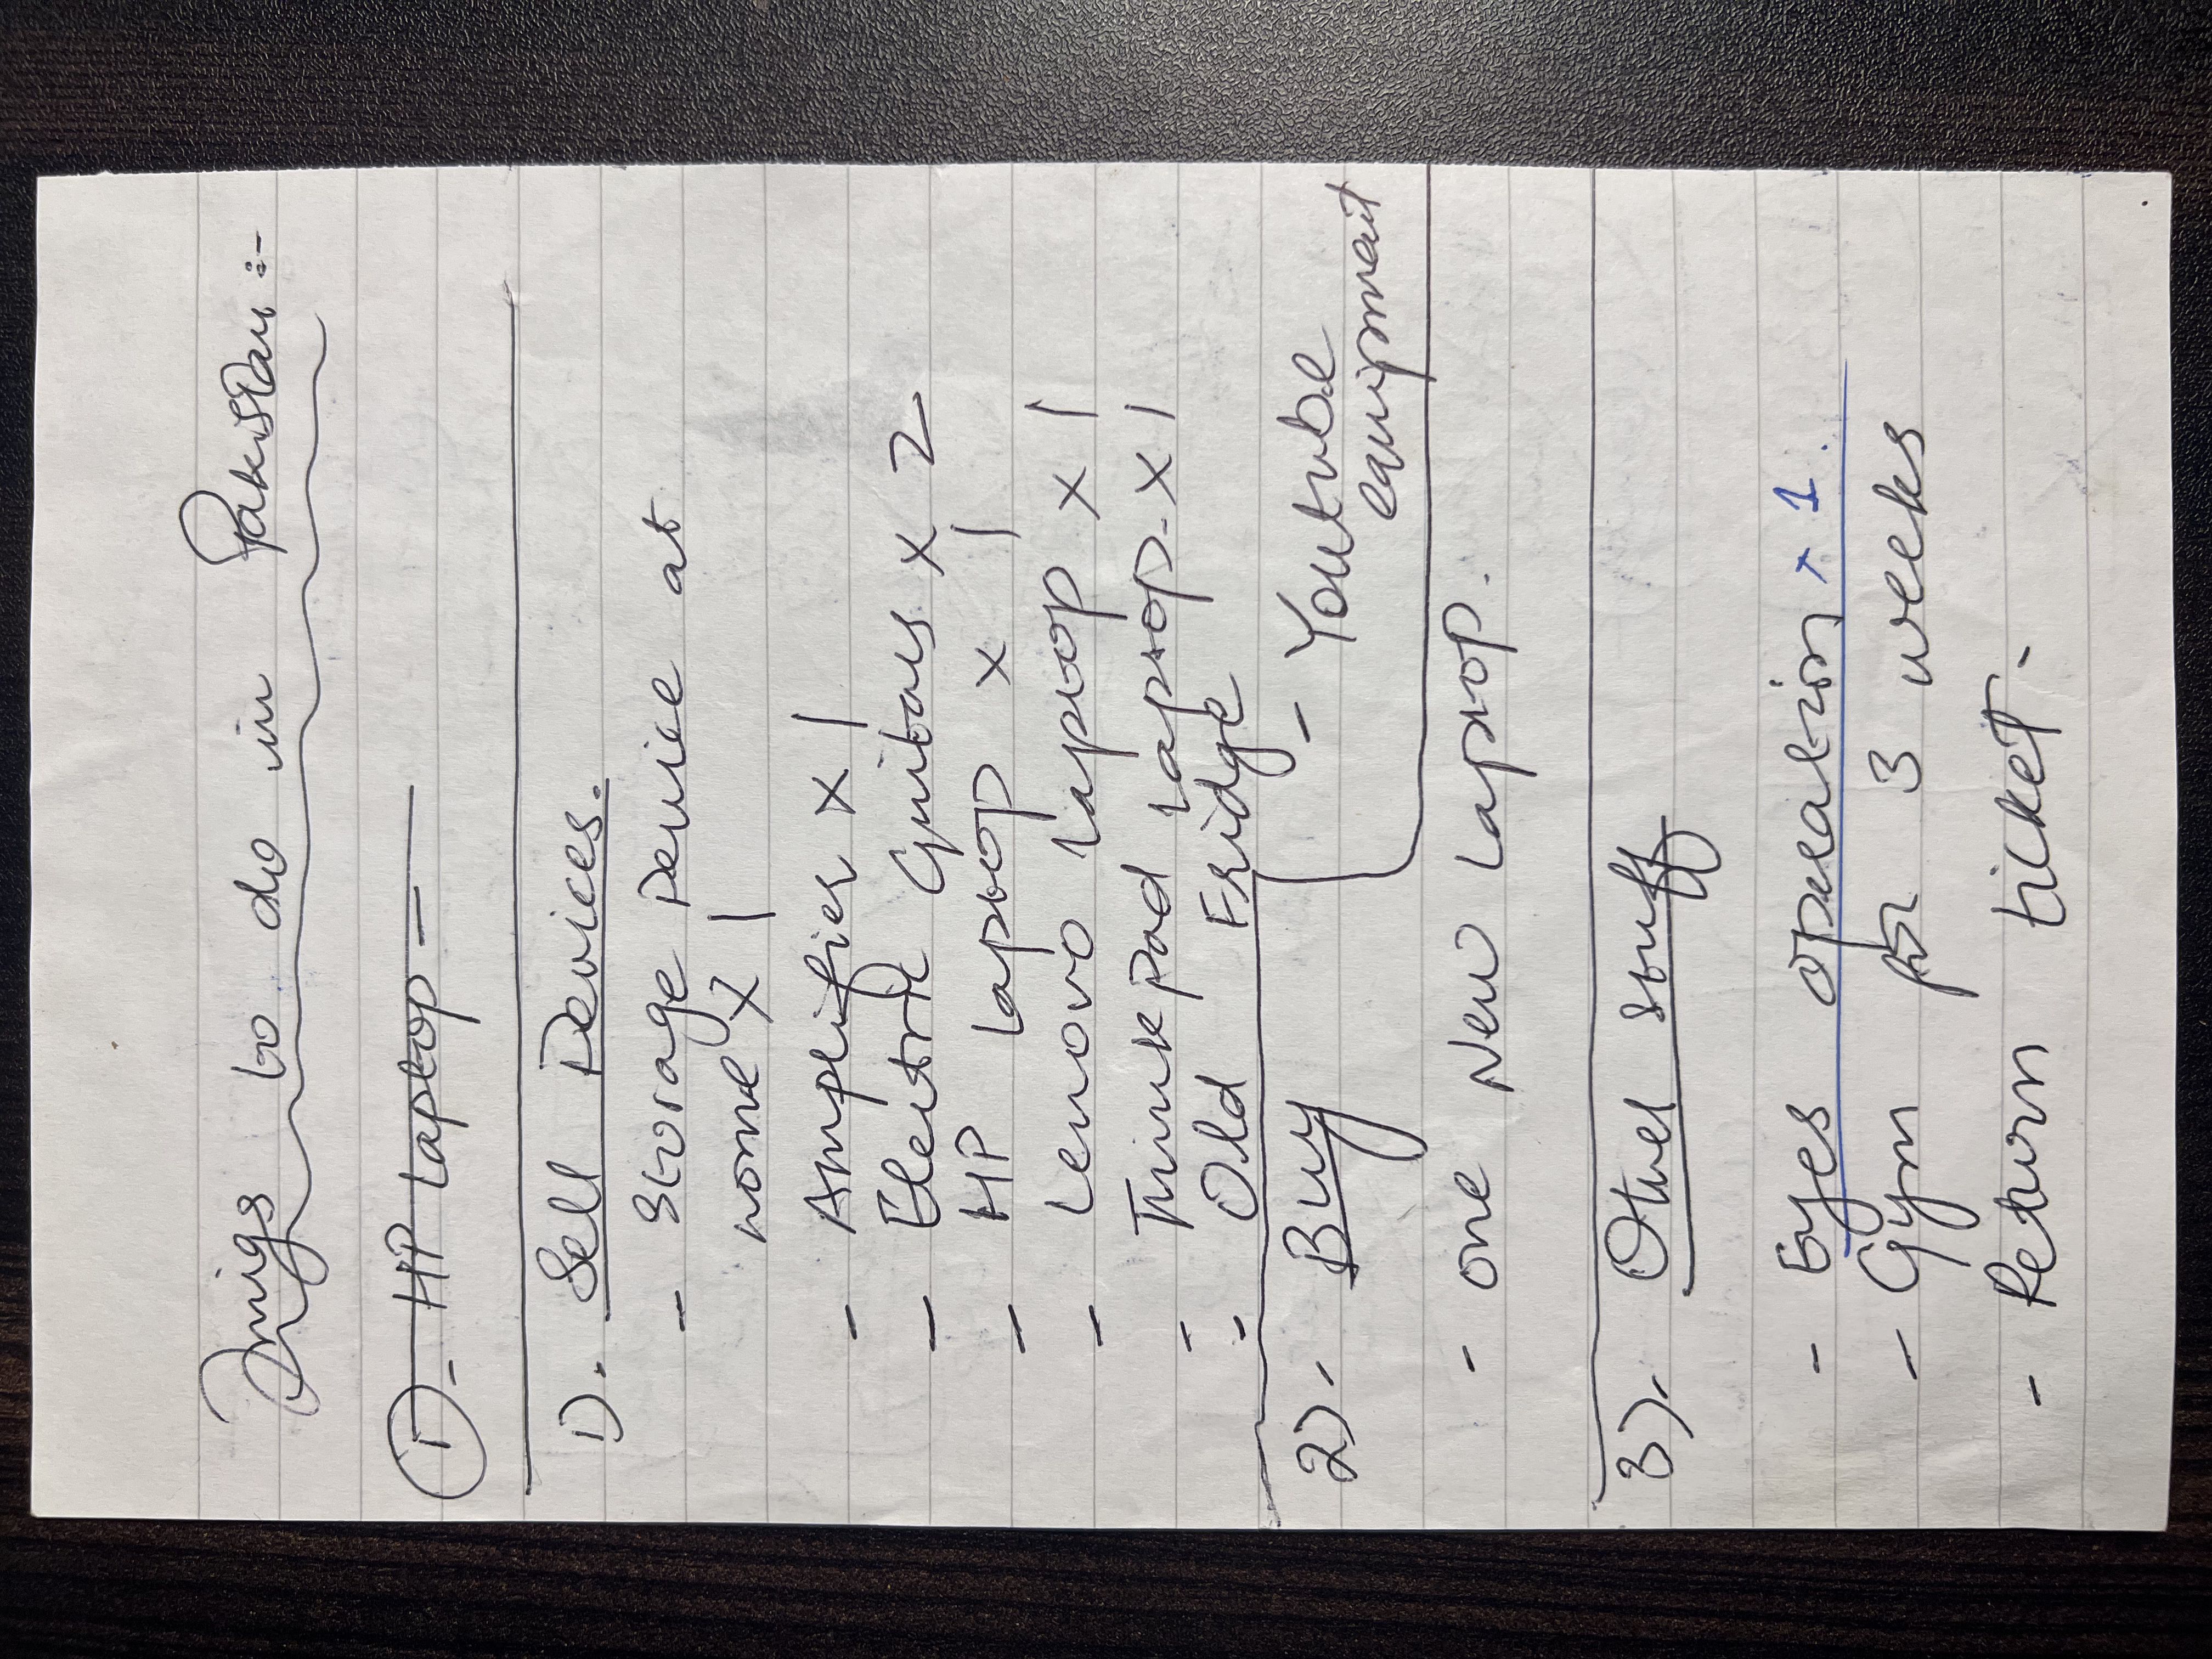 Things to do in Pakistan :-
1)- HP Laptop -
1). Sell Devices.
- Storage Device at
home x 1
- Amplifier x 1
- Electric Guitars x 2
- HP Laptop x 1
- Lenovo Laptop x 1
- Think Pad Laptop x 1
- Old Fridge
2). Buy
- Youtube
equipment
- one New Laptop.
3). Other stuff
- Eyes operation x 1.
- Gym for 3 weeks
- Return ticket.